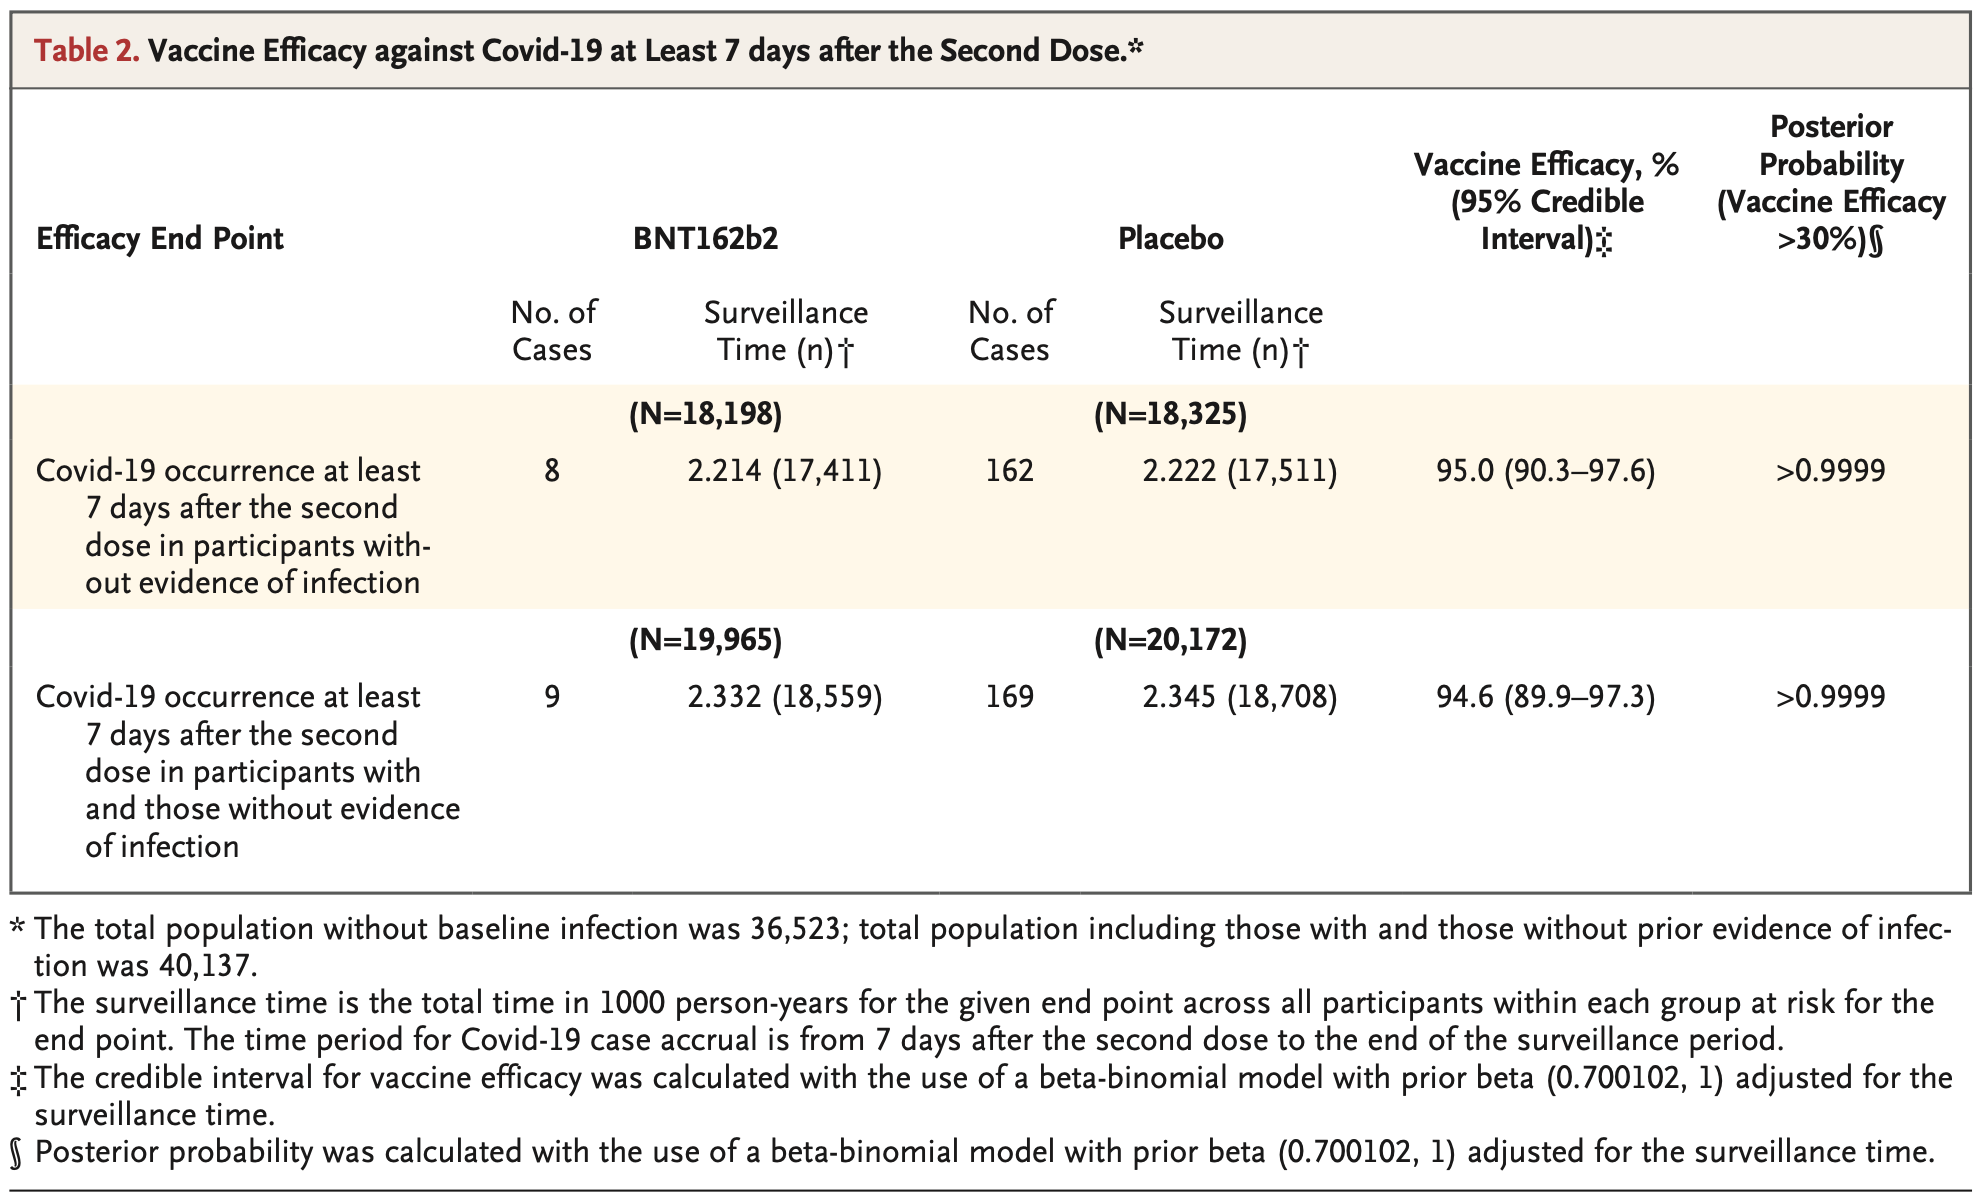 Table 2. Vaccine Efficacy against Covid-19 at Least 7 days after the Second Dose.*
Efficacy End Point
BNT162b2
Placebo
Vaccine Efficacy, %
(95% Credible
Interval)‡
Posterior
Probability
(Vaccine Efficacy
>30%)§
No. of
Cases
Surveillance
Time (n)†
No. of
Cases
Surveillance
Time (n)†
(N=18,198) (N=18,325)
Covid-19 occurrence at least 8 2.214 (17,411) 162 2.222 (17,511) 95.0 (90.3–97.6) >0.9999
7 days after the second
dose in participants with-
out evidence of infection
(N=19,965) (N=20,172)
Covid-19 occurrence at least 9 2.332 (18,559) 169 2.345 (18,708) 94.6 (89.9–97.3) >0.9999
7 days after the second
dose in participants with
and those without evidence
of infection
* The total population without baseline infection was 36,523; total population including those with and those without prior evidence of infec-
tion was 40,137.
† The surveillance time is the total time in 1000 person-years for the given end point across all participants within each group at risk for the
end point. The time period for Covid-19 case accrual is from 7 days after the second dose to the end of the surveillance period.
‡ The credible interval for vaccine efficacy was calculated with the use of a beta-binomial model with prior beta (0.700102, 1) adjusted for the
surveillance time.
§ Posterior probability was calculated with the use of a beta-binomial model with prior beta (0.700102, 1) adjusted for the surveillance time.